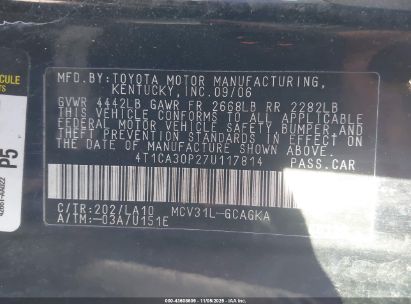 MFD.BY:TOYOTA MOTOR MANUFACTURING,
KENTUCKY,INC.09/06
GVWR 4442LB GAWR FR 2668LB RR 2282LB
THIS VEHICLE CONFORMS TO ALL APPLICABLE
FEDERAL MOTOR VEHICLE SAFETY, BUMPER, AND
THEFT PREVENTION STANDARDS IN EFFECT ON
THE DATE OF MANUFACTURE SHOWN ABOVE.
4T1CA30P27U117814 PASS.CAR
C/TR:202/LA10 MCV31L-GCAGKA
A/TM:-03A/U151E
P5